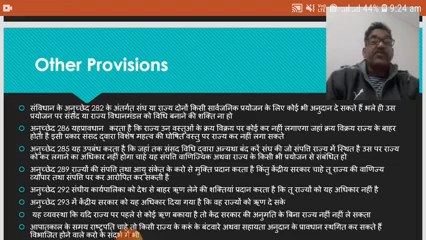 44% 9:24am
Other Provisions
संविधान के अनुच्छेद 282 के अंतर्गत संघ या राज्य दोनों किसी सार्वजनिक प्रयोजन के लिए कोई भी अनुदान दे सकते हैं भले ही उस
प्रयोजन पर संसद या राज्य विधानमंडल को विधि बनाने की शक्ति ना हो
अनुच्छेद 286 यहप्रावधान करता है कि राज्य उन वस्तुओं के क्रय विक्रय पर कोई कर नहीं लगाएगा जहां क्रय विक्रय राज्य के बाहर
होता है इसी प्रकार संसद द्वारा विशेष महत्व की घोषित वस्तु पर राज्य कर नहीं लगा सकते
अनुच्छेद 285 यह उपबंध करता है कि जहां तक संसद विधि द्वारा अन्यथा बंद करें संघ की जो संपति राज्य में स्थित है उस पर राज्य
को कर लगाने का अधिकार नहीं होगा चाहे यह संपति वाणिज्यिक अथवा राज्य के किसी भी प्रयोजन से संबंधित हो
अनुच्छेद 289 राज्यों की संपति तथा आय संकेत के करो से मुक्ति प्रदान करता है किंतु केंद्रीय सरकार चाहे तू राज्य की वाणिज्य
व्यापार तथा संपति पर कर आरोपित कर सकती है
अनुच्छेद 292 संघीय कार्यपालिका को देश से बाहर ऋण लेने की शक्तियां प्रदान करता है कि तू राज्यों को यह अधिकार नहीं है
अनुच्छेद 293 में केंद्रीय सरकार को यह अधिकार दिया गया है कि वह राज्यों को ऋण दे सके
यह व्यवस्था कि यदि राज्य पर पहले से कोई ऋण बकाया है तो केंद्र सरकार की अनुमति के बिना राज्य नहीं नहीं ले सकता
आपातकाल के समय राष्ट्रपति चाहे तो किसी राज्य के करूं के बंटवारे अथवा सहायता अनुदान के प्रावधान स्थगित कर सकते हैं
विभाजित होने वाले करो के संदर्भ में भी